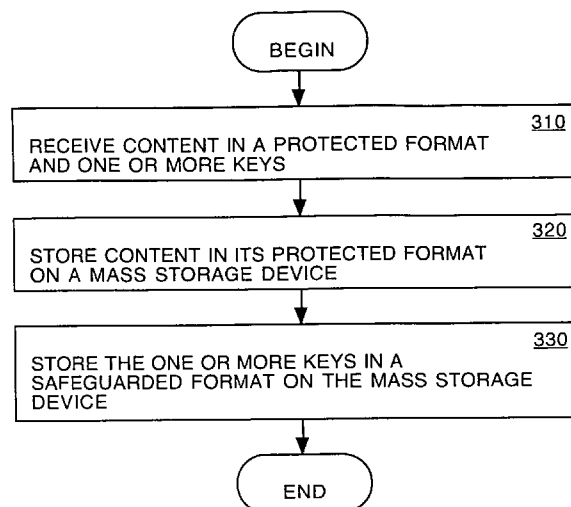 BEGIN
310
RECEIVE CONTENT IN A PROTECTED FORMAT
AND ONE OR MORE KEYS
320
STORE CONTENT IN ITS PROTECTED FORMAT
ON A MASS STORAGE DEVICE
330
STORE THE ONE OR MORE KEYS IN A
SAFEGUARDED FORMAT ON THE MASS STORAGE
DEVICE
END